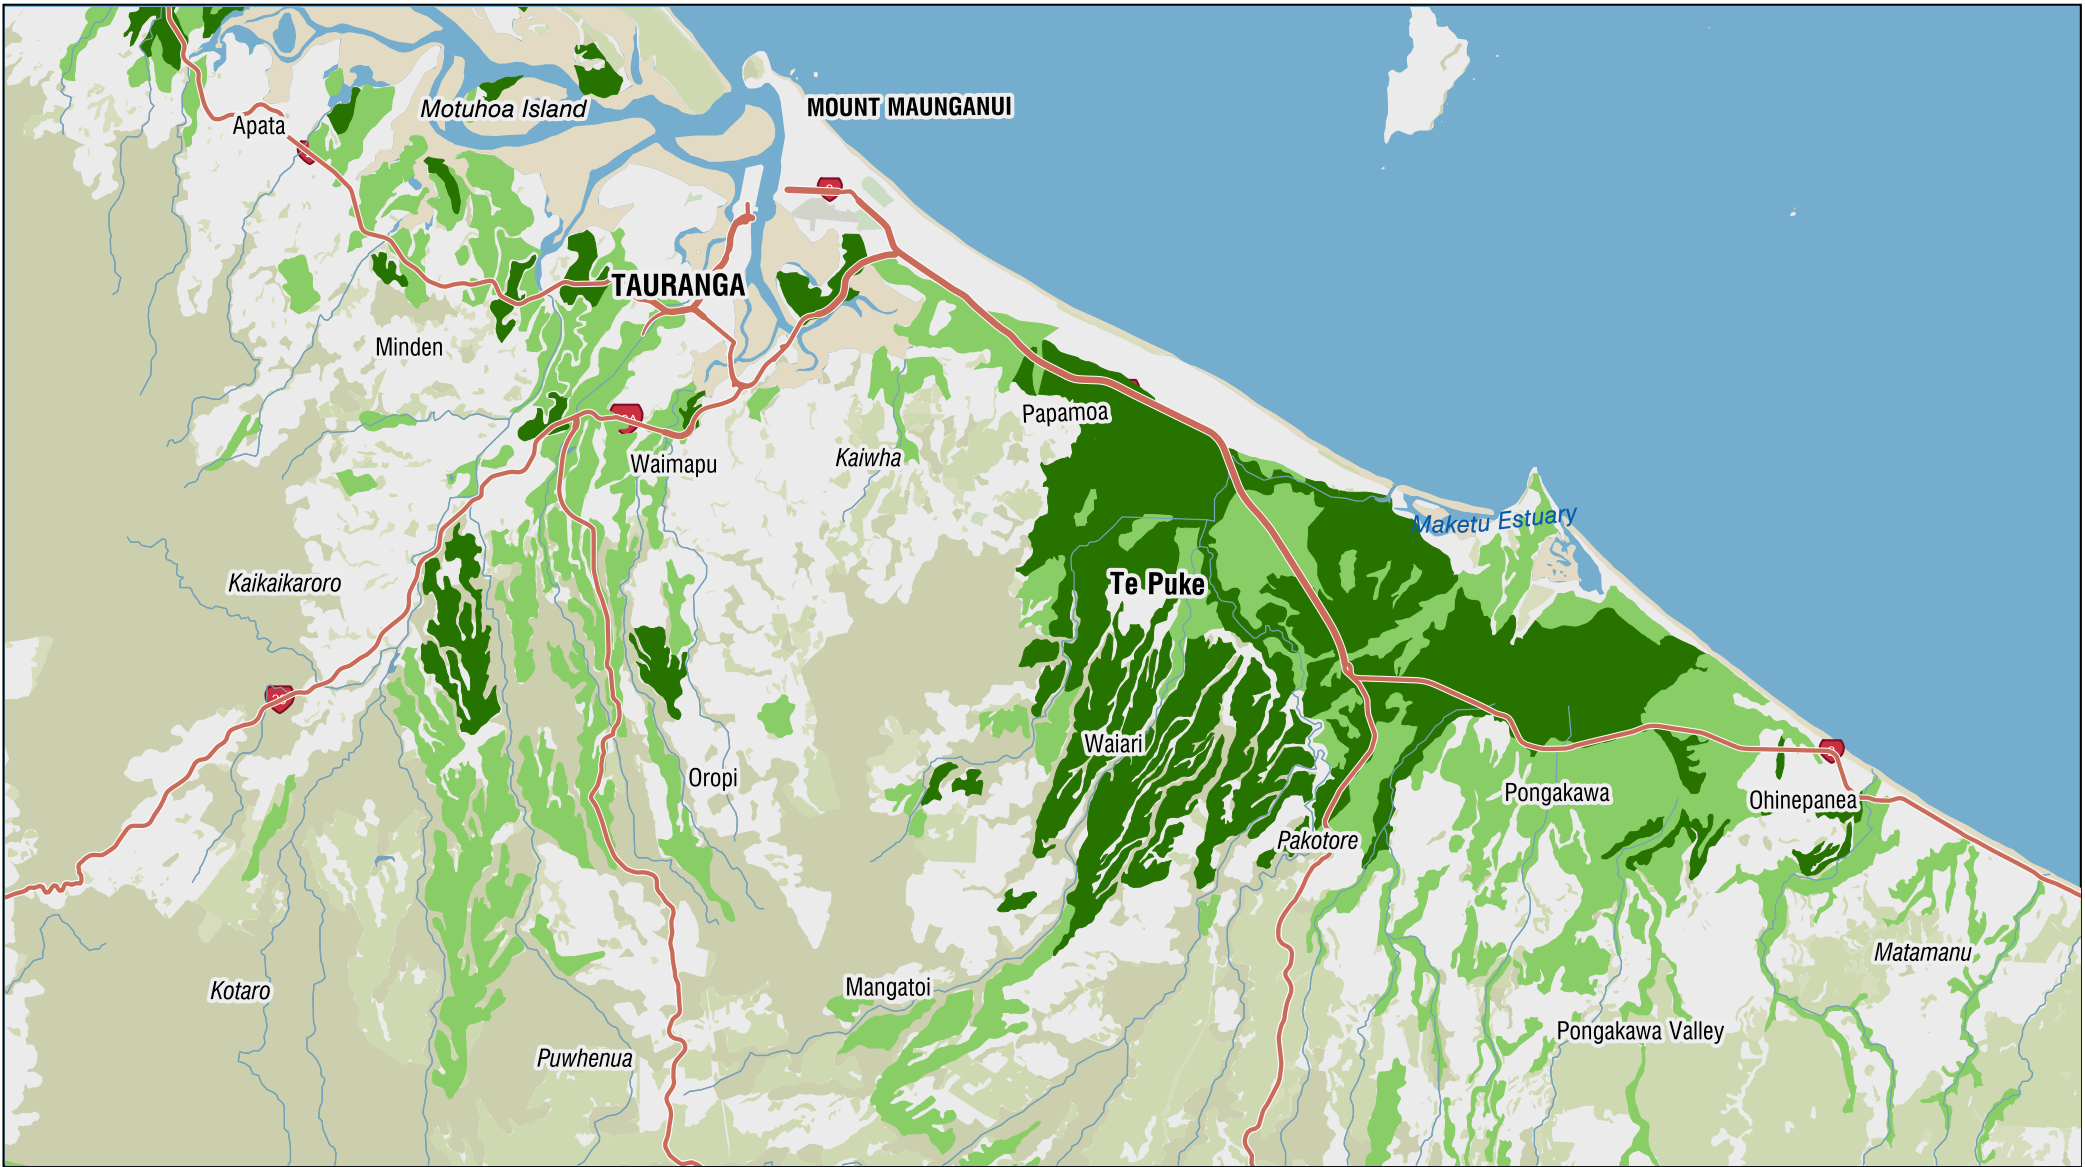 MOUNT MAUNGANUI
Motuhoa Island
Apata
TAURANGA
Minden
Papamoa
Kaiwha
Waimapu
Maketu Estuary
Kaikaikaroro
Te Puke
Waiari
Oropi
Pongakawa
Ohinepanea
Pakotore
Matamanu
Mangatoi
Kotaro
Pongakawa Valley
Puwhenua